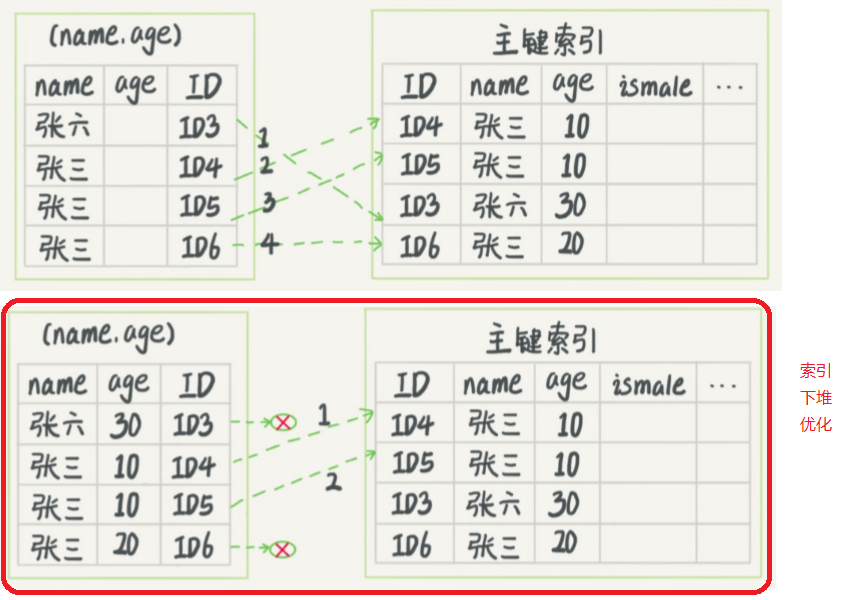 (name.age)
主键索引
name age ID
ID name age ismale ...
张六 ID3
1
ID4 张三 10
张三 ID4
2
ID5 张三 10
张三 ID5
3
ID3 张六 30
张三 ID6
4
ID6 张三 20
(name.age)
主键索引
name age ID
ID name age ismale ...
张六 30 ID3
1
ID4 张三 10
张三 10 ID4
ID5 张三 10
张三 10 ID5
2
ID3 张六 30
张三 20 ID6
ID6 张三 20
索引
下堆
优化